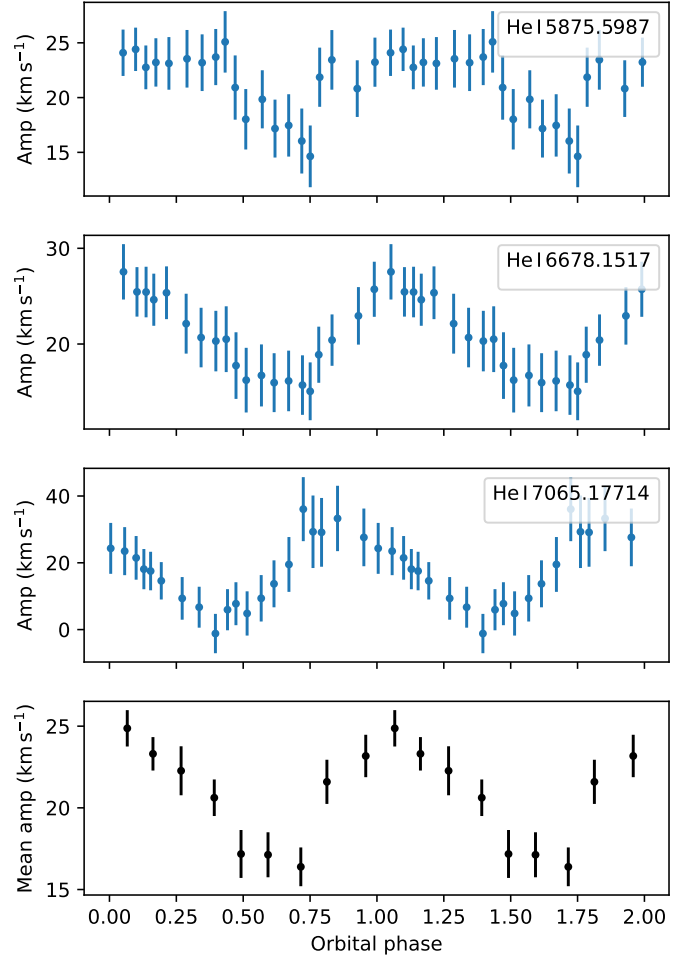 He I 5875.5987
25
20
15
Amp (km s⁻¹)
He I 6678.1517
30
20
Amp (km s⁻¹)
He I 7065.17714
40
20
0
Amp (km s⁻¹)
25
20
15
Mean amp (km s⁻¹)
0.00 0.25 0.50 0.75 1.00 1.25 1.50 1.75 2.00
Orbital phase